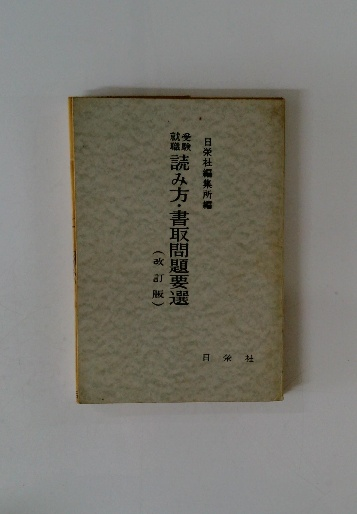 日栄社編集所編
受験
就職
読み方・書取問題要選
(改訂版)
日栄社